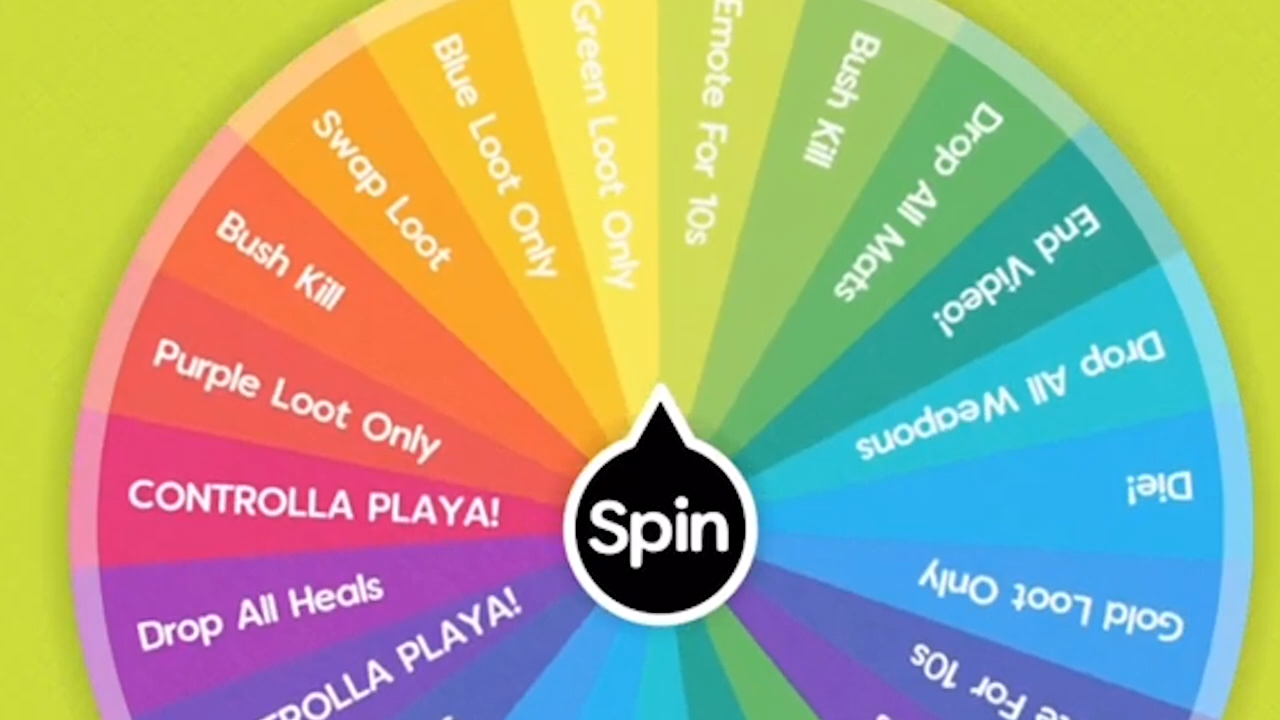 Green Loot Only
Emote For 10s
Bush Kill
Drop All Mats
End Video!
Drop All Weapons
Die!
Gold Loot Only
For 10s
PLAYA!
Drop All Heals
CONTROLLA PLAYA!
Purple Loot Only
Bush Kill
Swap Loot
Blue Loot Only
Spin